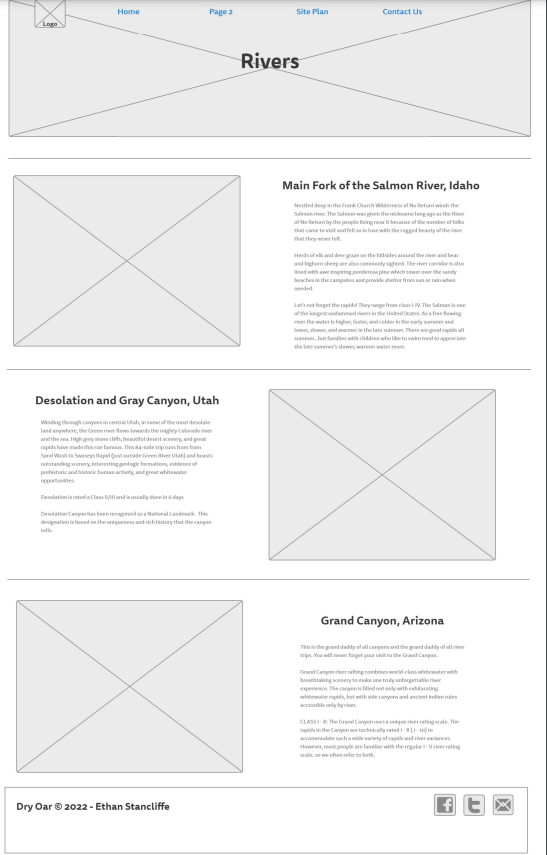 Logo
Home Page 2 Site Plan Contact Us
Rivers
Main Fork of the Salmon River, Idaho
Nestled deep in the Frank Church Wilderness of No Return winds the
Salmon river. The Salmon was given the nickname long ago as the River
of No Return by the people living near it because of the number of folks
that came to visit and fell so in love with the rugged beauty of the river
that they never left.
Herds of elk and deer graze on the hillsides around the river and bear
and bighorn sheep are also commonly sighted. The river corridor is also
lined with awe inspiring ponderosa pine which tower over the sandy
beaches in the campsites and provide shelter from sun or rain when
needed.
Let's not forget the rapids! They range from class I-IV. The Salmon is one
of the longest undammed rivers in the United States. As a free flowing
river the water is higher, faster, and colder in the early summer and
lower, slower, and warmer in the late summer. There are good rapids all
summer...but families with children who like to swim tend to appreciate
the late summer's slower, warmer water more.
Desolation and Gray Canyon, Utah
Winding through canyons in central Utah, in some of the most desolate
land anywhere, the Green river flows towards the mighty Colorado river
and the sea. High grey stone cliffs, beautiful desert scenery, and great
rapids have made this run famous. This 84-mile trip runs from from
Sand Wash to Swaseys Rapid (just outside Green River Utah) and boasts
outstanding scenery, interesting geologic formations, evidence of
prehistoric and historic human activity, and great whitewater
opportunities.
Desolation is rated a Class II/III and is usually done in 6 days
Desolation Canyon has been recognized as a National Landmark. This
designation is based on the uniqueness and rich history that the canyon
tells.
Grand Canyon, Arizona
This is the grand daddy of all canyons and the grand daddy of all river
trips. You will never forget your visit to the Grand Canyon.
Grand Canyon river rafting combines world-class whitewater with
breathtaking scenery to make one truly unforgettable river
experience. The canyon is filled not only with exhilarating
whitewater rapids, but with side canyons and ancient indian ruins
accessible only by river.
CLASS I - X: The Grand Canyon uses a unique river rating scale. The
rapids in the Canyon are technically rated I - X ( 1 - 10) to
accommodate such a wide variety of rapids and river variances.
However, most people are familiar with the regular I - V river rating
scale, so we often refer to both.
Dry Oar © 2022 - Ethan Stancliffe